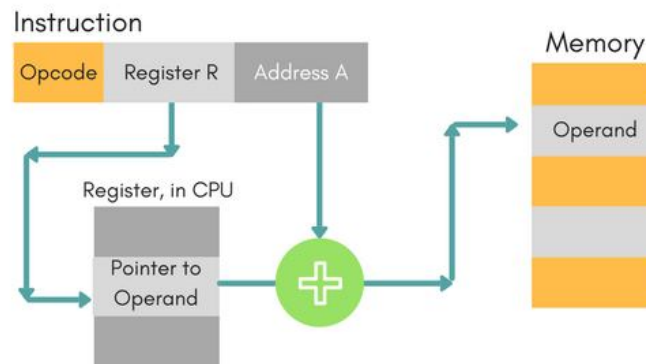 Instruction
Memory
Opcode
Register R
Address A
Operand
Register, in CPU
Pointer to
Operand